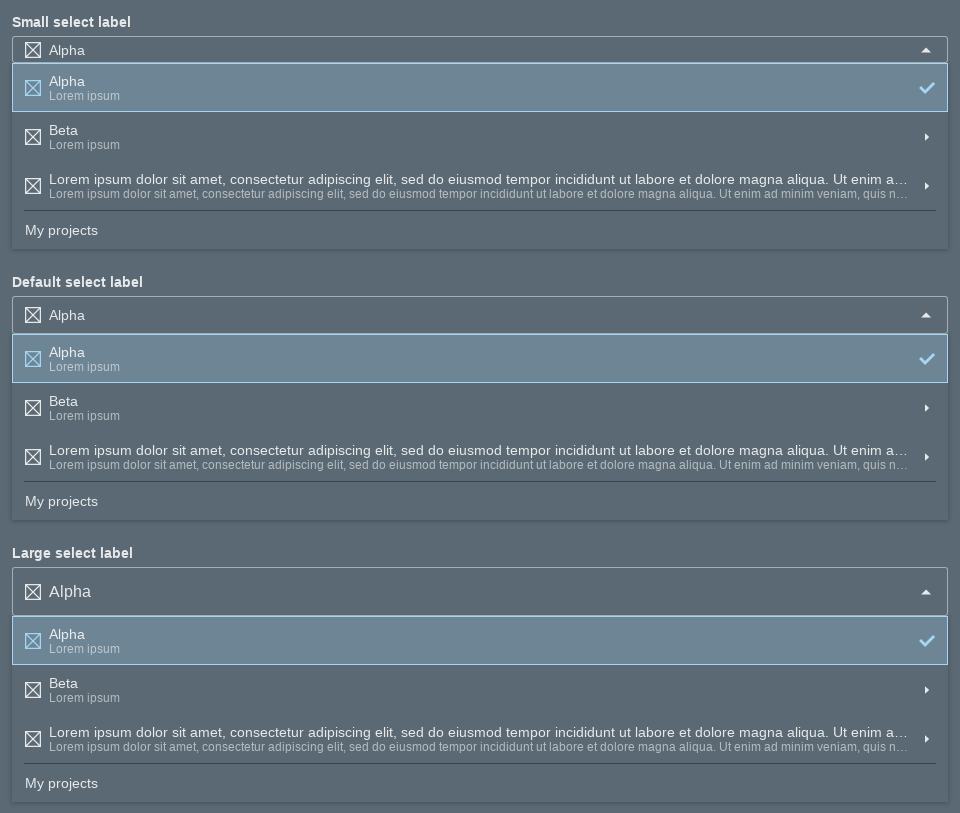 Small select label
Alpha
Alpha
Lorem ipsum
Beta
Lorem ipsum
Lorem ipsum dolor sit amet, consectetur adipiscing elit, sed do eiusmod tempor incididunt ut labore et dolore magna aliqua. Ut enim a…
Lorem ipsum dolor sit amet, consectetur adipiscing elit, sed do eiusmod tempor incididunt ut labore et dolore magna aliqua. Ut enim ad minim veniam, quis n…
My projects
Default select label
Alpha
Alpha
Lorem ipsum
Beta
Lorem ipsum
Lorem ipsum dolor sit amet, consectetur adipiscing elit, sed do eiusmod tempor incididunt ut labore et dolore magna aliqua. Ut enim a…
Lorem ipsum dolor sit amet, consectetur adipiscing elit, sed do eiusmod tempor incididunt ut labore et dolore magna aliqua. Ut enim ad minim veniam, quis n…
My projects
Large select label
Alpha
Alpha
Lorem ipsum
Beta
Lorem ipsum
Lorem ipsum dolor sit amet, consectetur adipiscing elit, sed do eiusmod tempor incididunt ut labore et dolore magna aliqua. Ut enim a…
Lorem ipsum dolor sit amet, consectetur adipiscing elit, sed do eiusmod tempor incididunt ut labore et dolore magna aliqua. Ut enim ad minim veniam, quis n…
My projects